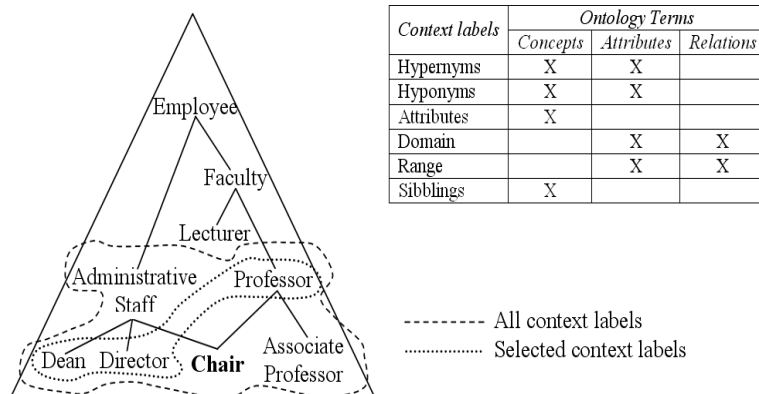 Employee
Faculty
Lecturer
Administrative
Staff
Professor
Dean Director Chair Associate
Professor
Context labels Ontology Terms
Concepts Attributes Relations
Hypernyms X X
Hyponyms X X
Attributes X
Domain X X
Range X X
Sibblings X
All context labels
Selected context labels